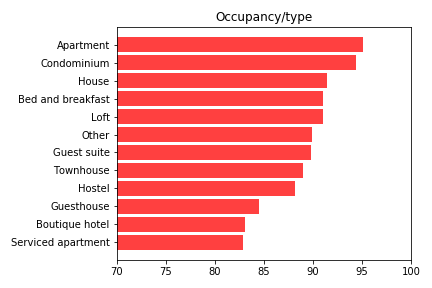 Occupancy/type
Apartment
Condominium
House
Bed and breakfast
Loft
Other
Guest suite
Townhouse
Hostel
Guesthouse
Boutique hotel
Serviced apartment
70 75 80 85 90 95 100